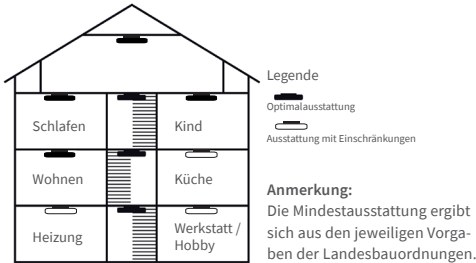 Legende
Optimalausstattung
Ausstattung mit Einschränkungen
Schlafen
Kind
Wohnen
Küche
Heizung
Werkstatt /
Hobby
Anmerkung:
Die Mindestausstattung ergibt
sich aus den jeweiligen Vorga-
ben der Landesbauordnungen.